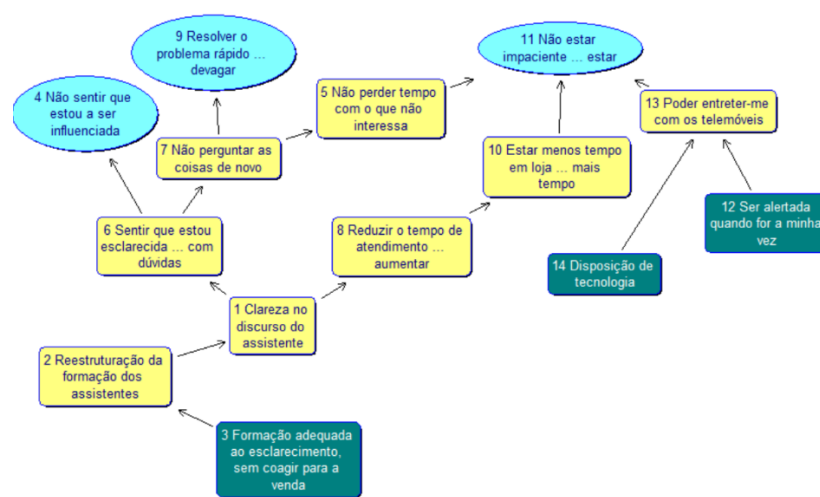 9 Resolver o
problema rápido ...
devagar
11 Não estar
impaciente ... estar
4 Não sentir que
estou a ser
influenciada
5 Não perder tempo
com o que não
interessa
13 Poder entreter-me
com os telemóveis
7 Não perguntar as
coisas de novo
10 Estar menos tempo
em loja ... mais
tempo
12 Ser alertada
quando for a minha
vez
6 Sentir que estou
esclarecida ... com
dúvidas
8 Reduzir o tempo de
atendimento ...
aumentar
14 Disposição de
tecnologia
1 Clareza no
discurso do
assistente
2 Reestruturação da
formação dos
assistentes
3 Formação adequada
ao esclarecimento,
sem coagir para a
venda